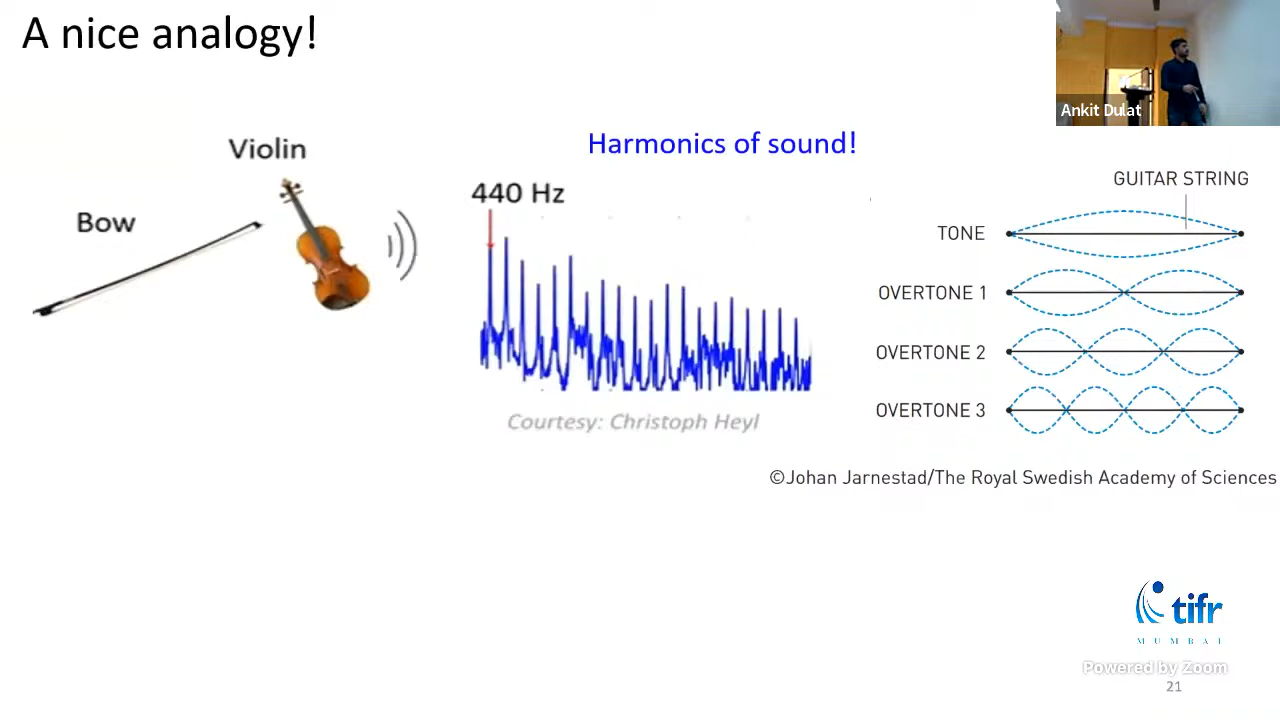 A nice analogy!
Ankit Dulat
Violin
Bow
Harmonics of sound!
440 Hz
Courtesy: Christoph Heyl
GUITAR STRING
TONE
OVERTONE 1
OVERTONE 2
OVERTONE 3
©Johan Jarnestad/The Royal Swedish Academy of Sciences
tifr
MUMBAI
Powered by Zoom
21